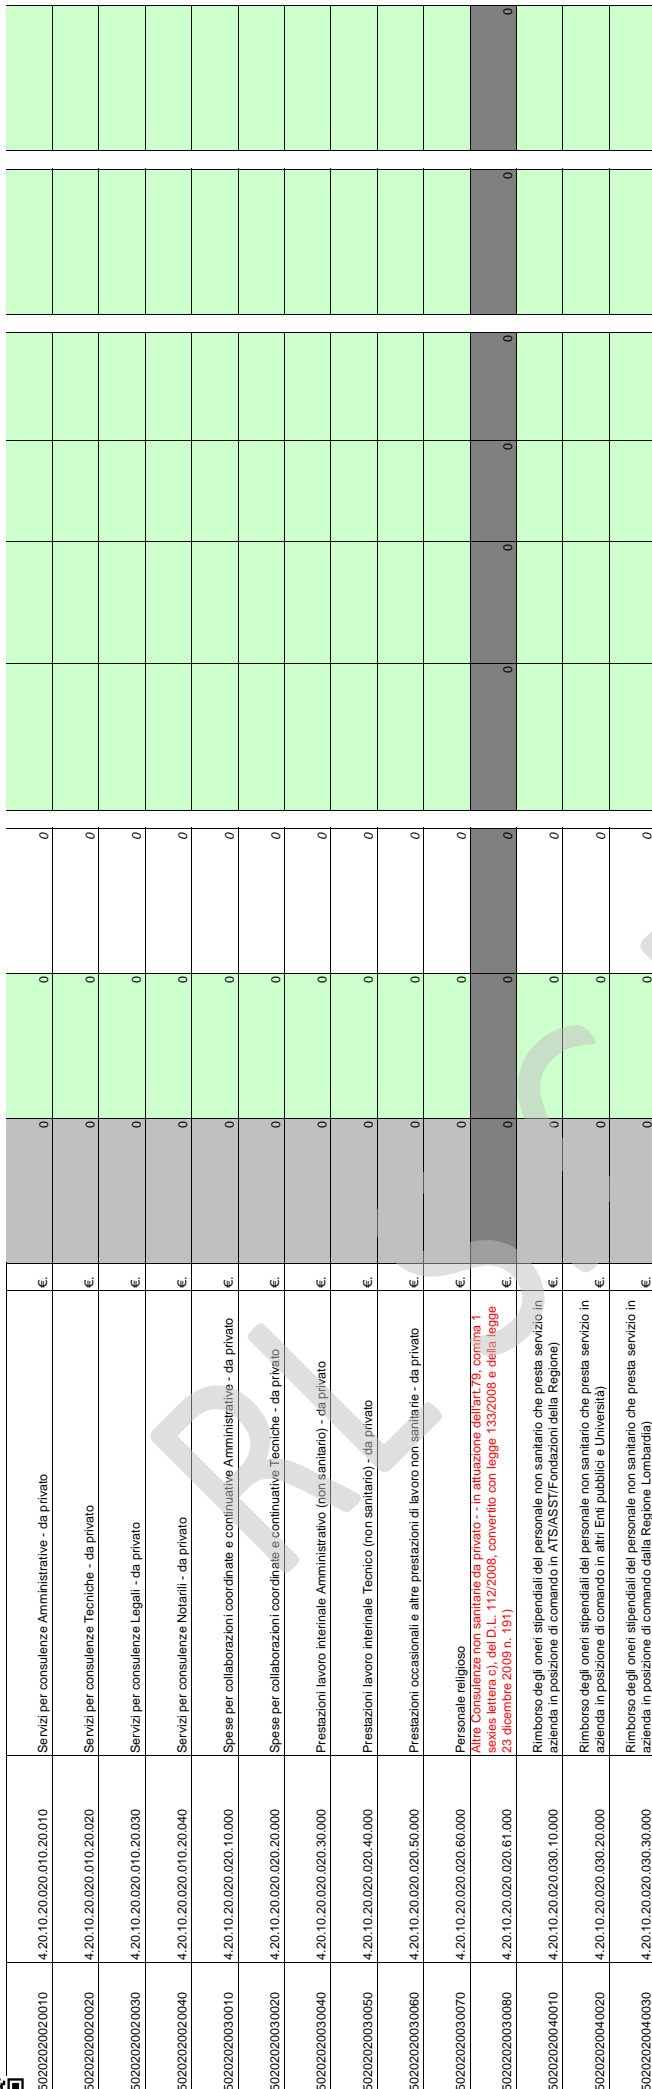 50202020020010 4.20.10.20.020.010.20.010 Servizi per consulenze Amministrative - da privato €. 0 0 0
50202020020020 4.20.10.20.020.010.20.020 Servizi per consulenze Tecniche - da privato €. 0 0 0
50202020020030 4.20.10.20.020.010.20.030 Servizi per consulenze Legali - da privato €. 0 0 0
50202020020040 4.20.10.20.020.010.20.040 Servizi per consulenze Notarili - da privato €. 0 0 0
50202020030010 4.20.10.20.020.020.10.000 Spese per collaborazioni coordinate e continuative Amministrative - da privato €. 0 0 0
50202020030020 4.20.10.20.020.020.20.000 Spese per collaborazioni coordinate e continuative Tecniche - da privato €. 0 0 0
50202020030040 4.20.10.20.020.020.30.000 Prestazioni lavoro interinale Amministrativo (non sanitario) - da privato €. 0 0 0
50202020030050 4.20.10.20.020.020.40.000 Prestazioni lavoro interinale Tecnico (non sanitario) - da privato €. 0 0 0
50202020030060 4.20.10.20.020.020.50.000 Prestazioni occasionali e altre prestazioni di lavoro non sanitarie - da privato €. 0 0 0
50202020030070 4.20.10.20.020.020.60.000 Personale religioso €. 0 0 0
Altre Consulenze non sanitarie da privato - - in attuazione dell'art.79, comma 1
sexies lettera c), del D.L. 112/2008, convertito con legge 133/2008 e della legge
50202020030080 4.20.10.20.020.020.61.000 23 dicembre 2009 n. 191) €. 0 0 0 0 0 0 0 0 0
Rimborso degli oneri stipendiali del personale non sanitario che presta servizio in
50202020040010 4.20.10.20.020.030.10.000 azienda in posizione di comando in ATS/ASST/Fondazioni della Regione) €. 0 0 0
Rimborso degli oneri stipendiali del personale non sanitario che presta servizio in
50202020040020 4.20.10.20.020.030.20.000 azienda in posizione di comando in altri Enti pubblici e Università) €. 0 0 0
Rimborso degli oneri stipendiali del personale non sanitario che presta servizio in
50202020040030 4.20.10.20.020.030.30.000 azienda in posizione di comando dalla Regione Lombardia) €. 0 0 0
RL S.